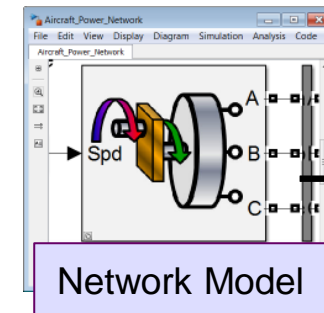 Aircraft_Power_Network
File Edit View Display Diagram Simulation Analysis Code
Aircraft_Power_Network
Spd
A
B
C
Network Model